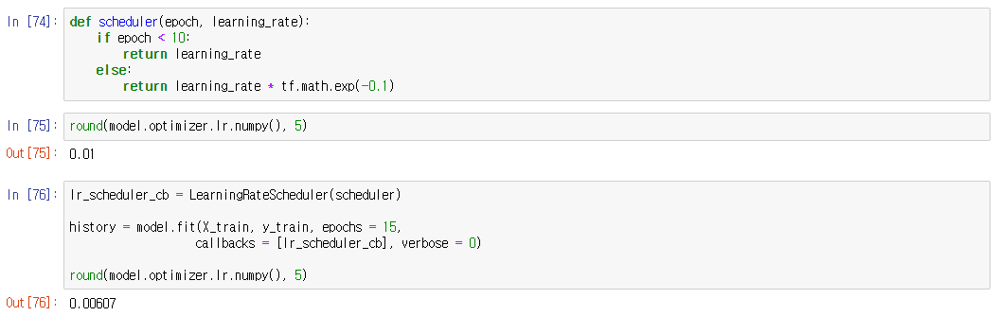 In [74]: def scheduler(epoch, learning_rate):
    if epoch < 10:
        return learning_rate
    else:
        return learning_rate * tf.math.exp(-0.1)
In [75]: round(model.optimizer.lr.numpy(), 5)
Out[75]: 0.01
In [76]: lr_scheduler_cb = LearningRateScheduler(scheduler)
history = model.fit(X_train, y_train, epochs = 15,
                    callbacks = [lr_scheduler_cb], verbose = 0)
round(model.optimizer.lr.numpy(), 5)
Out[76]: 0.00607